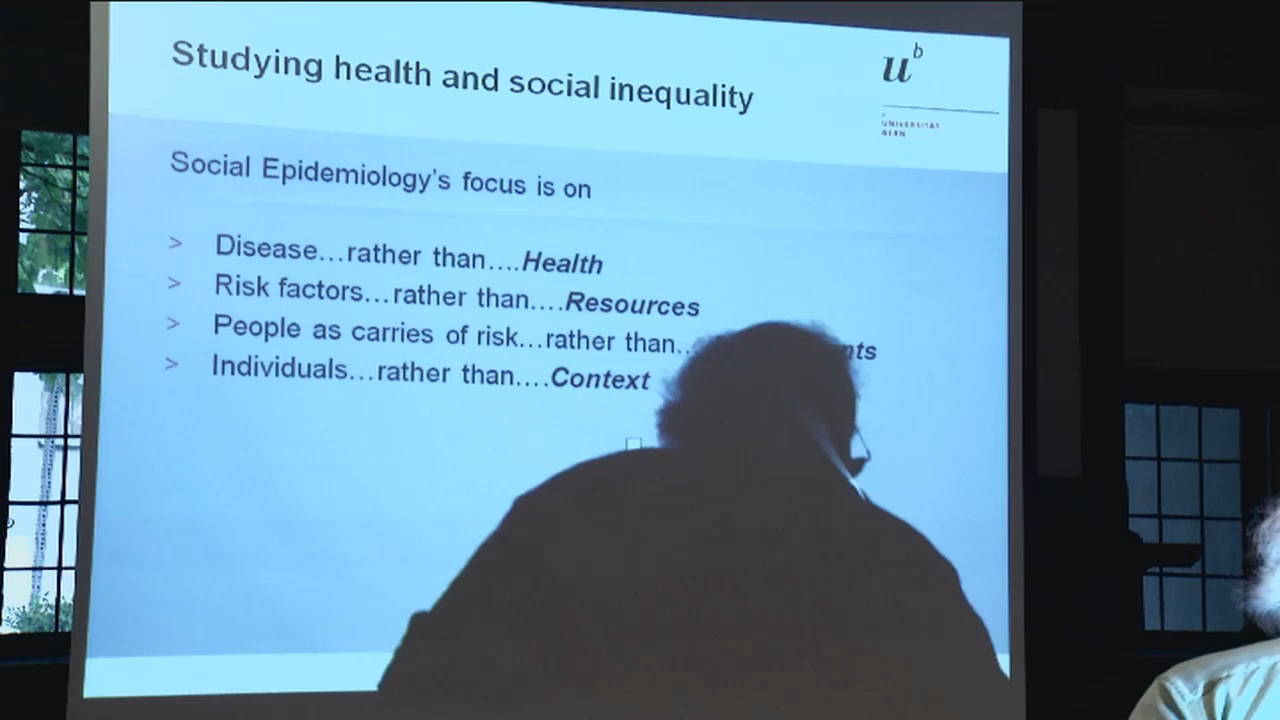 Studying health and social inequality
u b
UNIVERSITÄT
BERN
Social Epidemiology's focus is on
> Disease…rather than….Health
> Risk factors…rather than….Resources
> People as carries of risk…rather than..
> Individuals…rather than….Context